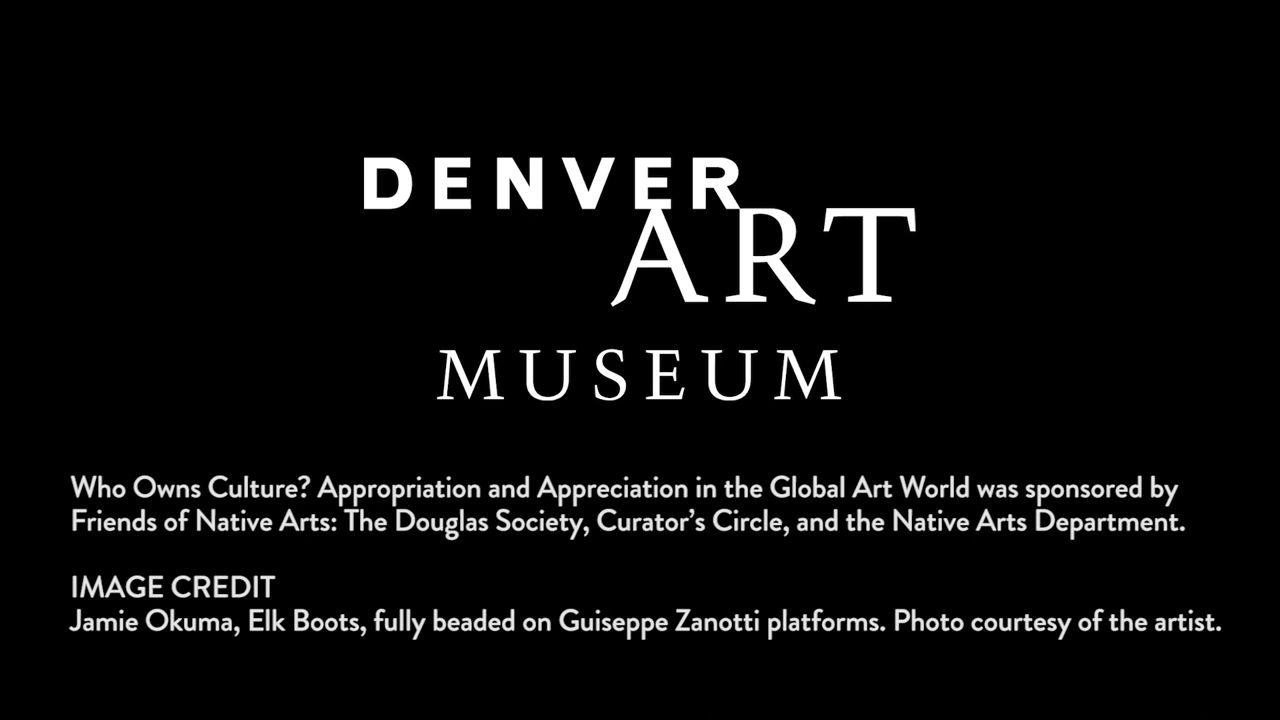 DENVER
ART
MUSEUM
Who Owns Culture? Appropriation and Appreciation in the Global Art World was sponsored by
Friends of Native Arts: The Douglas Society, Curator’s Circle, and the Native Arts Department.
IMAGE CREDIT
Jamie Okuma, Elk Boots, fully beaded on Guiseppe Zanotti platforms. Photo courtesy of the artist.